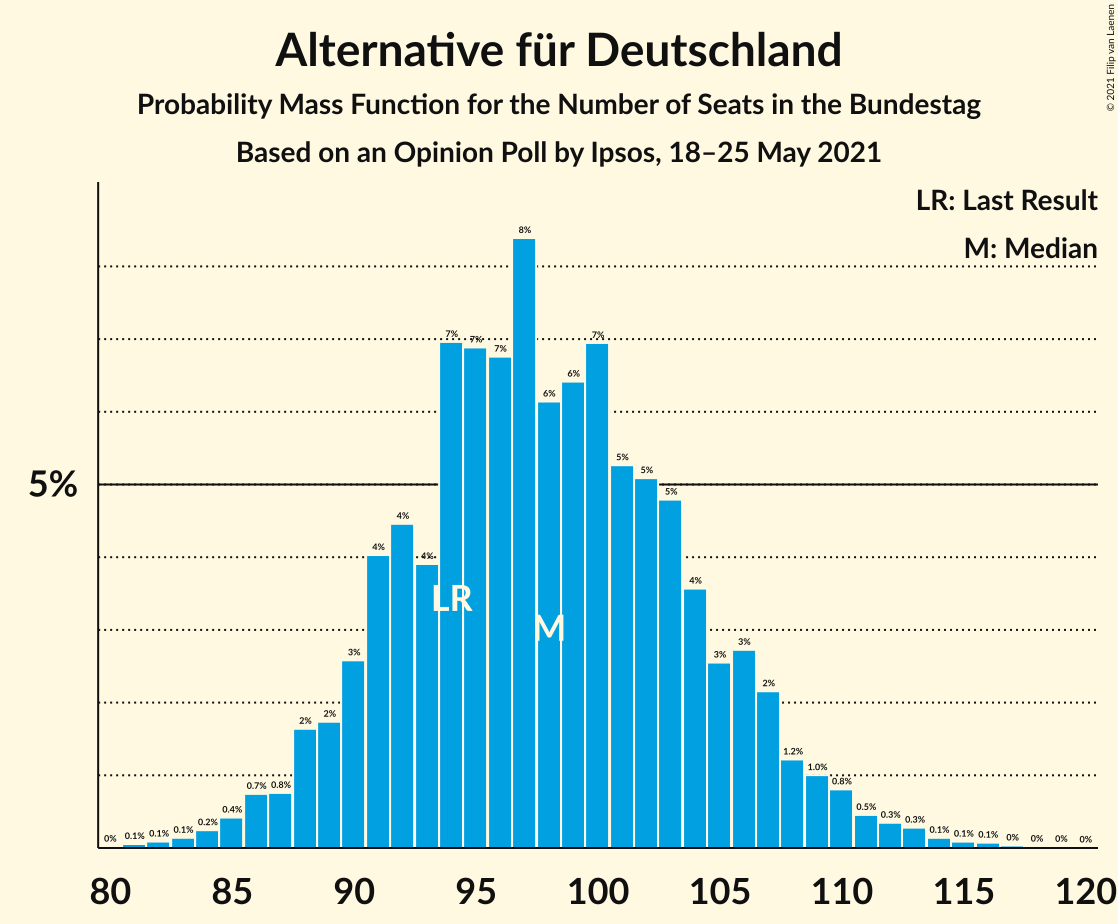 Alternative für Deutschland
Probability Mass Function for the Number of Seats in the Bundestag
Based on an Opinion Poll by Ipsos, 18–25 May 2021
© 2021 Filip van Laenen
LR: Last Result
M: Median
5%
0% 0.1% 0.1% 0.1% 0.2% 0.4% 0.7% 0.8% 2% 2% 3% 4% 4% 4% 7% 7% 7% 8% 6% 6% 7% 5% 5% 5% 4% 3% 3% 2% 1.2% 1.0% 0.8% 0.5% 0.3% 0.3% 0.1% 0.1% 0.1% 0% 0% 0% 0%
LR
M
80 85 90 95 100 105 110 115 120